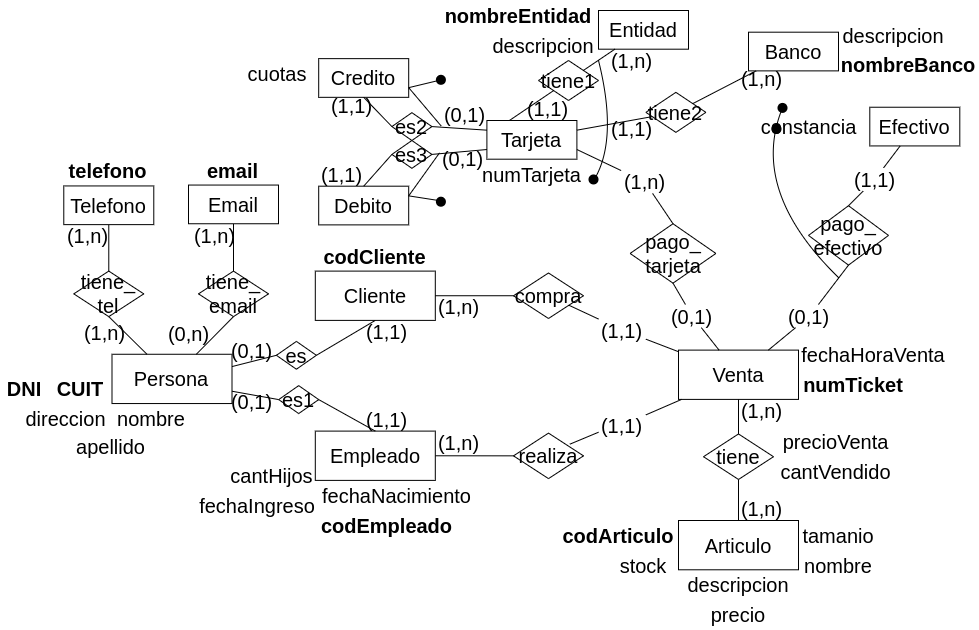 nombreEntidad
Entidad
descripcion
descripcion
Banco
nombreBanco
(1,n)
(1,n)
cuotas
Credito
tiene1
(1,1)
(0,1)
(1,1)
tiene2
(1,1)
es2
Tarjeta
constancia
Efectivo
es3
(0,1)
numTarjeta
(1,1)
(1,n)
(1,1)
telefono
email
Telefono
Email
Debito
(1,n)
(1,n)
pago_
tarjeta
pago_
efectivo
codCliente
tiene_
tel
tiene_
email
Cliente
(1,n)
compra
(1,n)
(0,n)
(1,1)
(1,1)
(0,1)
(0,1)
(0,1)
es
fechaHoraVenta
DNI
CUIT
Persona
Venta
numTicket
(0,1)
es1
direccion
nombre
apellido
(1,1)
(1,1)
(1,n)
(1,n)
Empleado
realiza
tiene
precioVenta
cantVendido
cantHijos
fechaNacimiento
fechaIngreso
codEmpleado
(1,n)
codArticulo
Articulo
tamanio
stock
nombre
descripcion
precio